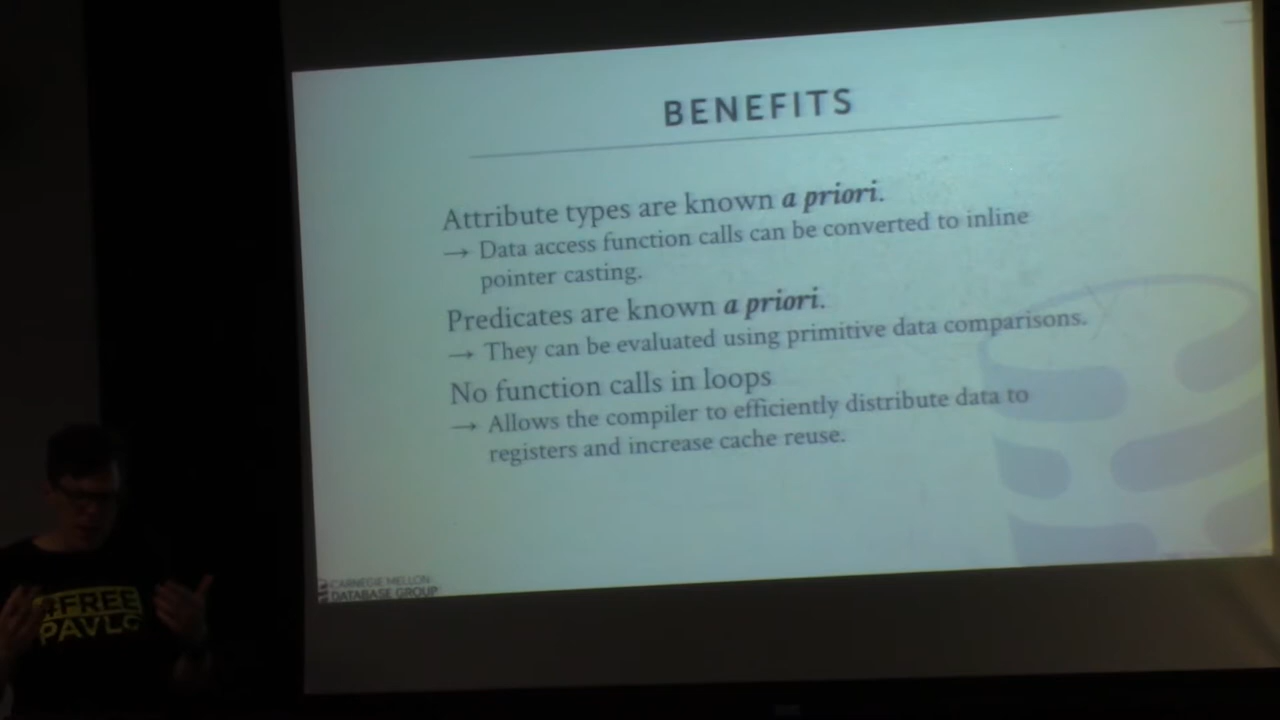 BENEFITS
Attribute types are known a priori.
→ Data access function calls can be converted to inline
pointer casting.
Predicates are known a priori.
→ They can be evaluated using primitive data comparisons.
No function calls in loops
→ Allows the compiler to efficiently distribute data to
registers and increase cache reuse.
CARNEGIE MELLON
DATABASE GROUP
#FREE
PAVLO